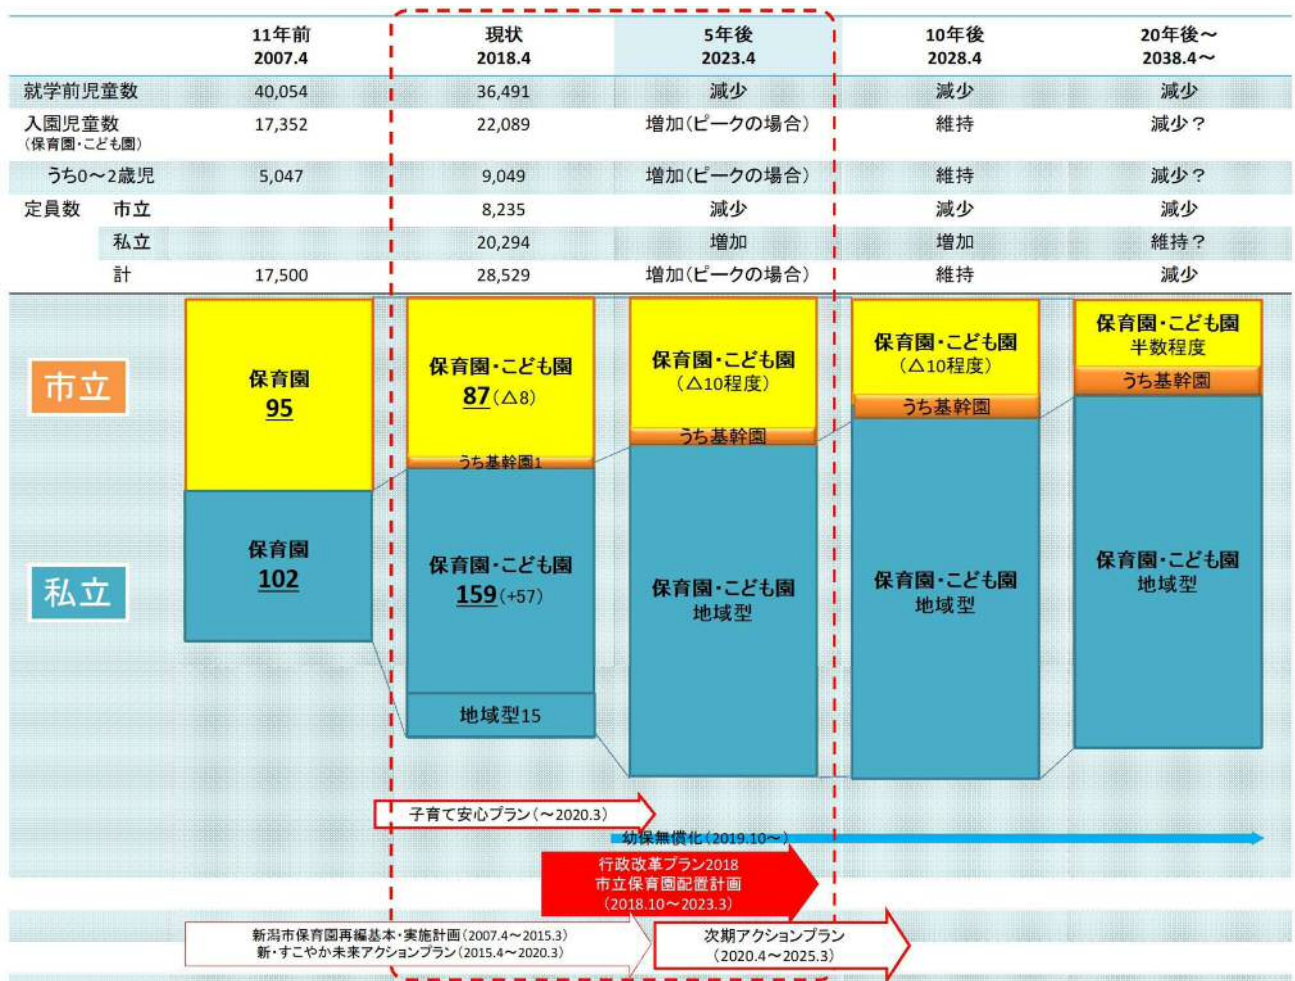 11年前 現状 5年後 10年後 20年後～
2007.4 2018.4 2023.4 2028.4 2038.4～
就学前児童数 40,054 36,491 減少 減少 減少
入園児童数 17,352 22,089 増加(ピークの場合) 維持 減少？
(保育園・こども園)
うち0～2歳児 5,047 9,049 増加(ピークの場合) 維持 減少？
定員数 市立 8,235 減少 減少 減少
私立 20,294 増加 増加 維持？
計 17,500 28,529 増加(ピークの場合) 維持 減少
市立
保育園
95
保育園・こども園
87(△8)
うち基幹園1
保育園・こども園
(△10程度)
うち基幹園
保育園・こども園
(△10程度)
うち基幹園
保育園・こども園
半数程度
うち基幹園
私立
保育園
102
保育園・こども園
159(+57)
地域型15
保育園・こども園
地域型
保育園・こども園
地域型
保育園・こども園
地域型
子育て安心プラン(～2020.3)
幼保無償化(2019.10～)
行政改革プラン2018
市立保育園配置計画
(2018.10～2023.3)
新潟市保育園再編基本・実施計画(2007.4～2015.3)
新・すこやか未来アクションプラン(2015.4～2020.3)
次期アクションプラン
(2020.4～2025.3)